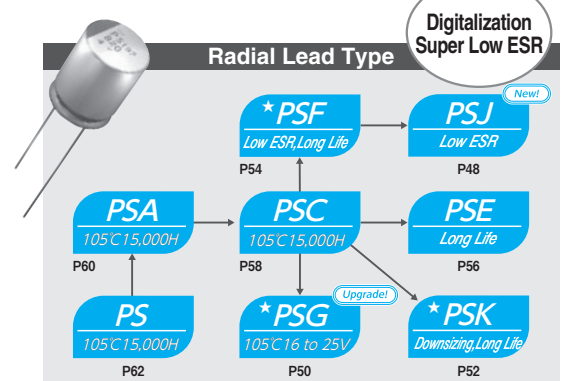 Digitalization
Super Low ESR
Radial Lead Type
PSJ
820
New!
★PSF
Low ESR,Long Life
P54
PSJ
Low ESR
P48
PSA
105℃15,000H
P60
PSC
105℃15,000H
P58
PSE
Long Life
P56
Upgrade!
PS
105℃15,000H
P62
★PSG
105℃16 to 25V
P50
★PSK
Downsizing,Long Life
P52